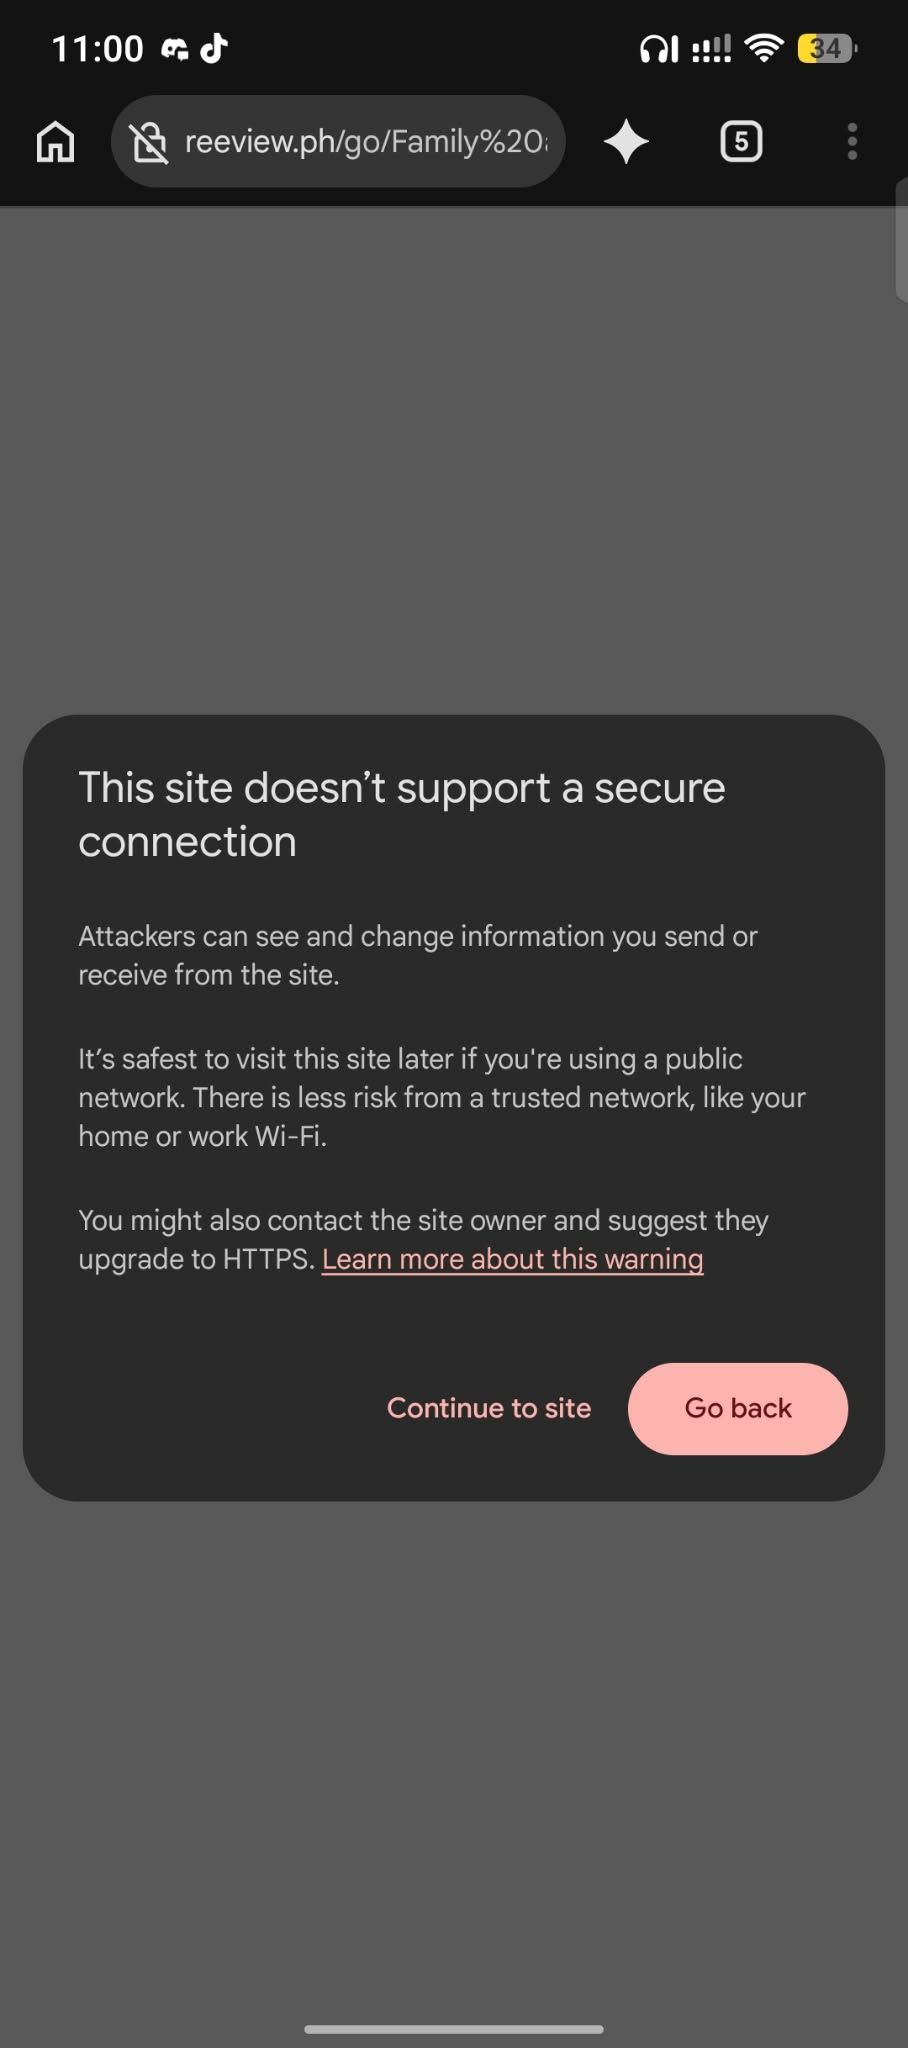 11:00
34
reeview.ph/go/Family%20
5
This site doesn’t support a secure
connection
Attackers can see and change information you send or
receive from the site.
It’s safest to visit this site later if you're using a public
network. There is less risk from a trusted network, like your
home or work Wi-Fi.
You might also contact the site owner and suggest they
upgrade to HTTPS. Learn more about this warning
Continue to site
Go back